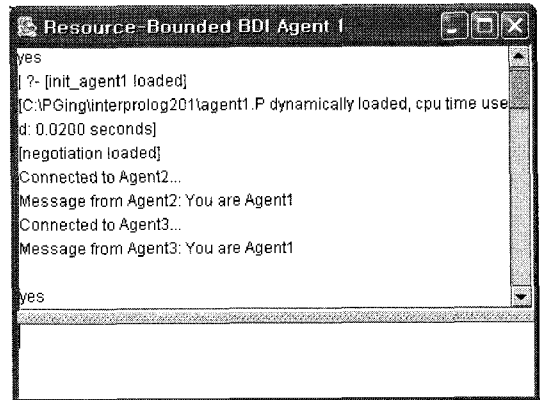 Resource-Bounded BDI Agent 1
yes
| ?- [init_agent1 loaded]
[C:\PGing\interprolog201\agent1.P dynamically loaded, cpu time use
d: 0.0200 seconds]
[negotiation loaded]
Connected to Agent2...
Message from Agent2: You are Agent1
Connected to Agent3...
Message from Agent3: You are Agent1
yes